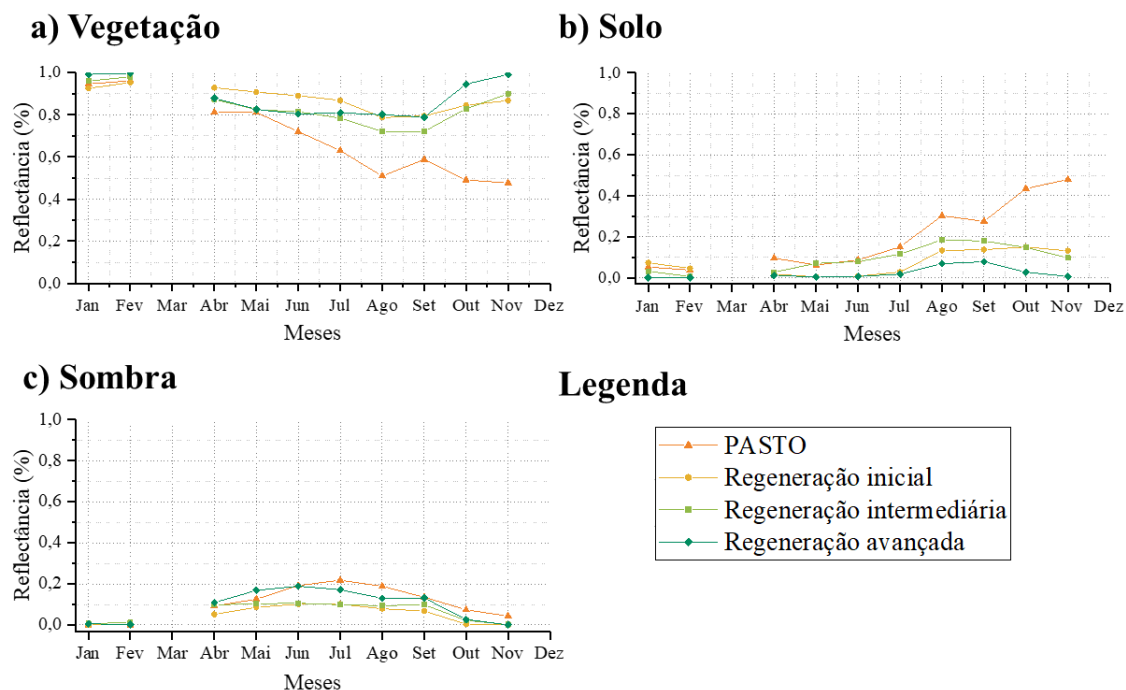 a) Vegetação
b) Solo
1,0
0,8
0,6
0,4
0,2
0,0
Reflectância (%)
Jan Fev Mar Abr Mai Jun Jul Ago Set Out Nov Dez
Meses
1,0
0,8
0,6
0,4
0,2
0,0
Reflectância (%)
Jan Fev Mar Abr Mai Jun Jul Ago Set Out Nov Dez
Meses
c) Sombra
Legenda
1,0
0,8
0,6
0,4
0,2
0,0
Reflectância (%)
Jan Fev Mar Abr Mai Jun Jul Ago Set Out Nov Dez
Meses
PASTO
Regeneração inicial
Regeneração intermediária
Regeneração avançada